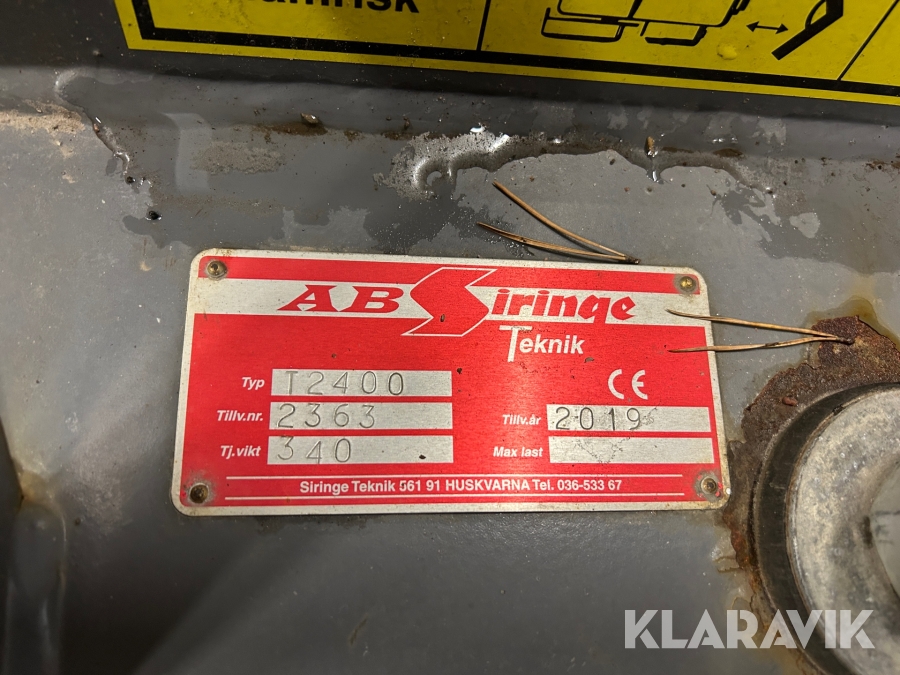 AB Siringe
Teknik
Typ T2400
Tillv.nr. 2363 Tillv.år 2019
Tj.vikt 340 Max last
CE
Siringe Teknik 561 91 HUSKVARNA Tel. 036-533 67
KLARAVIK